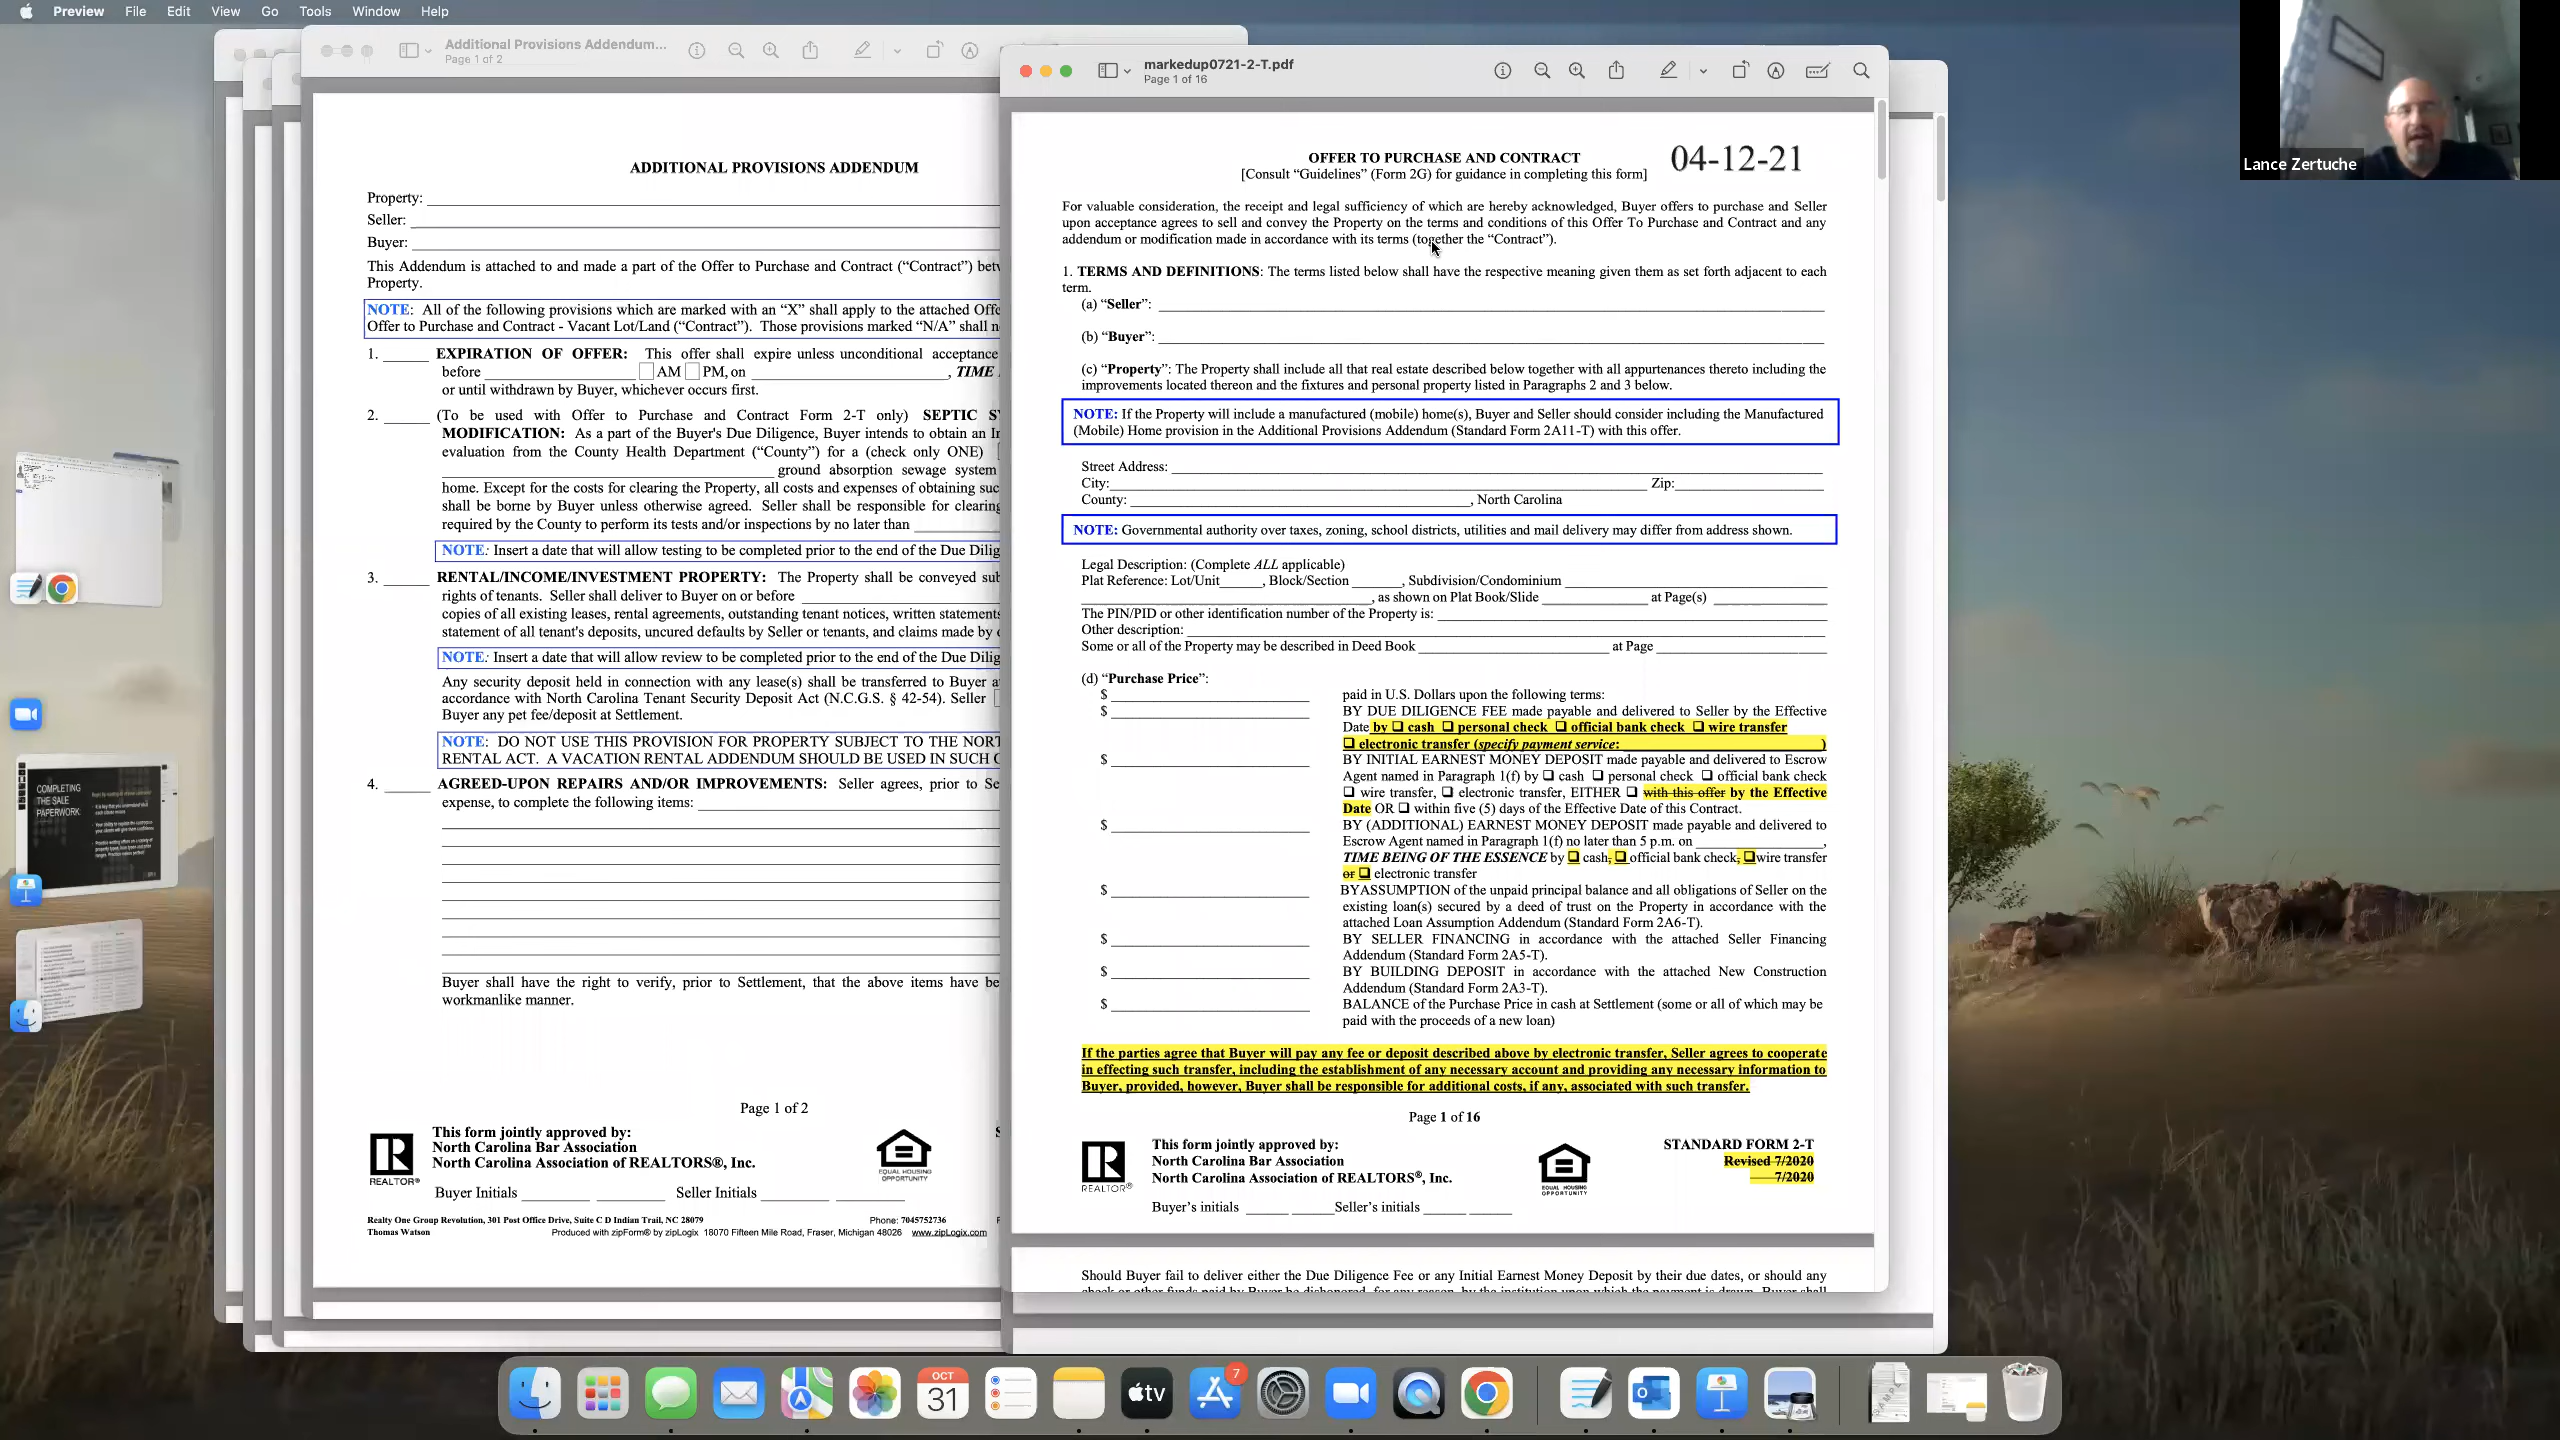 Preview File Edit View Go Tools Window Help
Lance Zertuche
Additional Provisions Addendum...
Page 1 of 2
ADDITIONAL PROVISIONS ADDENDUM
Property:
Seller:
Buyer:
This Addendum is attached to and made a part of the Offer to Purchase and Contract (“Contract”)
Property.
NOTE: All of the following provisions which are marked with an “X” shall apply to the attached
Offer to Purchase and Contract - Vacant Lot/Land (“Contract”). Those provisions marked “N/A” shall
1. EXPIRATION OF OFFER: This offer shall expire unless unconditional acceptance
before AM PM, on , TIME
or until withdrawn by Buyer, whichever occurs first.
2. (To be used with Offer to Purchase and Contract Form 2-T only) SEPTIC
MODIFICATION: As a part of the Buyer's Due Diligence, Buyer intends to obtain an
evaluation from the County Health Department (“County”) for a (check only ONE)
ground absorption sewage system
home. Except for the costs for clearing the Property, all costs and expenses of obtaining
shall be borne by Buyer unless otherwise agreed. Seller shall be responsible for clearing
required by the County to perform its tests and/or inspections by no later than
NOTE: Insert a date that will allow testing to be completed prior to the end of the Due
3. RENTAL/INCOME/INVESTMENT PROPERTY: The Property shall be conveyed
rights of tenants. Seller shall deliver to Buyer on or before
copies of all existing leases, rental agreements, outstanding tenant notices, written statements
statement of all tenant's deposits, uncured defaults by Seller or tenants, and claims made by
NOTE: Insert a date that will allow review to be completed prior to the end of the Due
Any security deposit held in connection with any lease(s) shall be transferred to Buyer
accordance with North Carolina Tenant Security Deposit Act (N.C.G.S. § 42-54). Seller
Buyer any pet fee/deposit at Settlement.
NOTE: DO NOT USE THIS PROVISION FOR PROPERTY SUBJECT TO THE
RENTAL ACT. A VACATION RENTAL ADDENDUM SHOULD BE USED IN SUCH
4. AGREED-UPON REPAIRS AND/OR IMPROVEMENTS: Seller agrees, prior to
expense, to complete the following items:
Buyer shall have the right to verify, prior to Settlement, that the above items have
workmanlike manner.
Page 1 of 2
This form jointly approved by:
North Carolina Bar Association
North Carolina Association of REALTORS®, Inc.
REALTOR®
EQUAL HOUSING
OPPORTUNITY
Buyer Initials Seller Initials
Realty One Group Revolution, 301 Post Office Drive, Suite C D Indian Trail, NC 28079 Phone: 7045752736
Thomas Watson Produced with zipForm® by zipLogix 18070 Fifteen Mile Road, Fraser, Michigan 48026 www.zipLogix.com
markedup0721-2-T.pdf
Page 1 of 16
OFFER TO PURCHASE AND CONTRACT
[Consult “Guidelines” (Form 2G) for guidance in completing this form]
04-12-21
For valuable consideration, the receipt and legal sufficiency of which are hereby acknowledged, Buyer offers to purchase and Seller
upon acceptance agrees to sell and convey the Property on the terms and conditions of this Offer To Purchase and Contract and any
addendum or modification made in accordance with its terms (together the “Contract”).
1. TERMS AND DEFINITIONS: The terms listed below shall have the respective meaning given them as set forth adjacent to each
term.
(a) “Seller”:
(b) “Buyer”:
(c) “Property”: The Property shall include all that real estate described below together with all appurtenances thereto including the
improvements located thereon and the fixtures and personal property listed in Paragraphs 2 and 3 below.
NOTE: If the Property will include a manufactured (mobile) home(s), Buyer and Seller should consider including the Manufactured
(Mobile) Home provision in the Additional Provisions Addendum (Standard Form 2A11-T) with this offer.
Street Address:
City: Zip:
County: , North Carolina
NOTE: Governmental authority over taxes, zoning, school districts, utilities and mail delivery may differ from address shown.
Legal Description: (Complete ALL applicable)
Plat Reference: Lot/Unit , Block/Section , Subdivision/Condominium
, as shown on Plat Book/Slide at Page(s)
The PIN/PID or other identification number of the Property is:
Other description:
Some or all of the Property may be described in Deed Book at Page
(d) “Purchase Price”:
$ paid in U.S. Dollars upon the following terms:
$ BY DUE DILIGENCE FEE made payable and delivered to Seller by the Effective
Date by ❑ cash ❑ personal check ❑ official bank check ❑ wire transfer
❑ electronic transfer (specify payment service: )
$ BY INITIAL EARNEST MONEY DEPOSIT made payable and delivered to Escrow
Agent named in Paragraph 1(f) by ❑ cash ❑ personal check ❑ official bank check
❑ wire transfer, ❑ electronic transfer, EITHER ❑ with this offer by the Effective
Date OR ❑ within five (5) days of the Effective Date of this Contract.
$ BY (ADDITIONAL) EARNEST MONEY DEPOSIT made payable and delivered to
Escrow Agent named in Paragraph 1(f) no later than 5 p.m. on ,
TIME BEING OF THE ESSENCE by ❑ cash, ❑ official bank check, ❑ wire transfer
or ❑ electronic transfer
$ BYASSUMPTION of the unpaid principal balance and all obligations of Seller on the
existing loan(s) secured by a deed of trust on the Property in accordance with the
attached Loan Assumption Addendum (Standard Form 2A6-T).
$ BY SELLER FINANCING in accordance with the attached Seller Financing
Addendum (Standard Form 2A5-T).
$ BY BUILDING DEPOSIT in accordance with the attached New Construction
Addendum (Standard Form 2A3-T).
$ BALANCE of the Purchase Price in cash at Settlement (some or all of which may be
paid with the proceeds of a new loan)
If the parties agree that Buyer will pay any fee or deposit described above by electronic transfer, Seller agrees to cooperate
in effecting such transfer, including the establishment of any necessary account and providing any necessary information to
Buyer, provided, however, Buyer shall be responsible for additional costs, if any, associated with such transfer.
Page 1 of 16
This form jointly approved by:
North Carolina Bar Association
North Carolina Association of REALTORS®, Inc.
REALTOR®
EQUAL HOUSING
OPPORTUNITY
STANDARD FORM 2-T
Revised 7/2020
7/2020
Buyer's initials Seller's initials
Should Buyer fail to deliver either the Due Diligence Fee or any Initial Earnest Money Deposit by their due dates, or should any
COMPLETING
THE SALE
PAPERWORK
OCT
31
tv
7